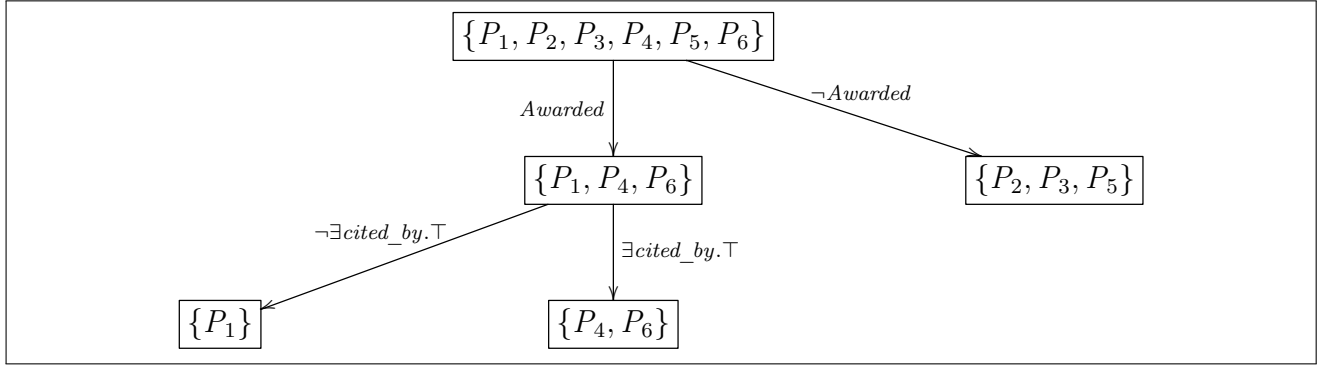 {P₁, P₂, P₃, P₄, P₅, P₆}
Awarded
¬Awarded
{P₁, P₄, P₆}
{P₂, P₃, P₅}
¬∃cited_by.⊤
∃cited_by.⊤
{P₁}
{P₄, P₆}